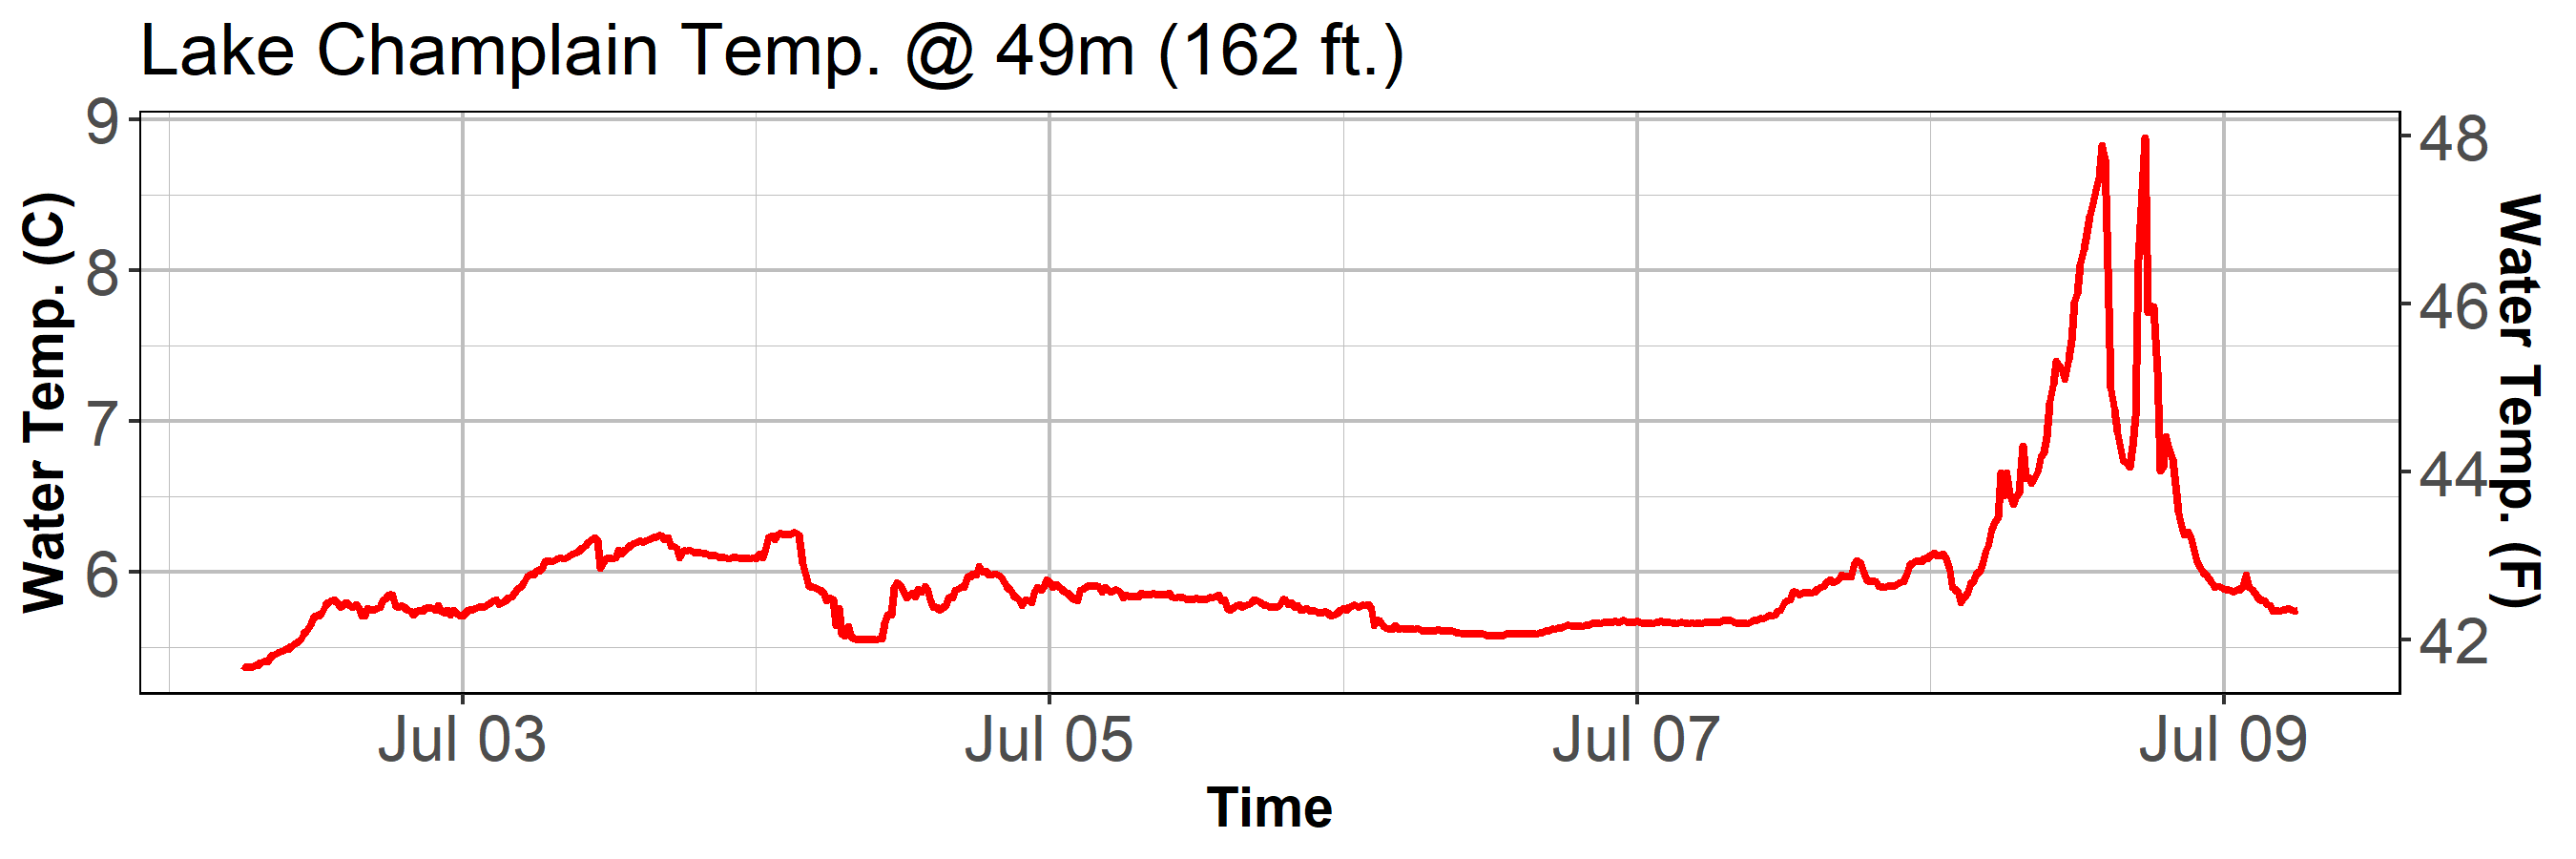 Lake Champlain Temp. @ 49m (162 ft.)
9
8
7
6
Water Temp. (C)
48
46
44
42
Water Temp. (F)
Jul 03 Jul 05 Jul 07 Jul 09
Time